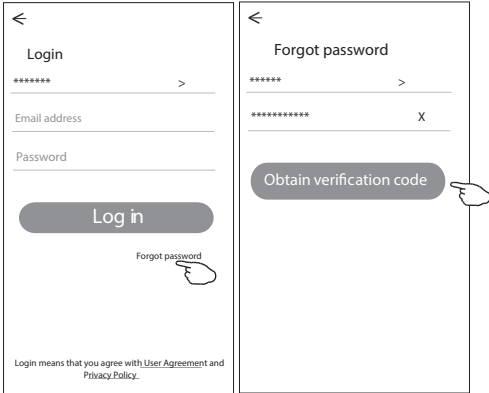 Login
******* >
Email address
Password
Log in
Forgot password
Login means that you agree with User Agreement and
Privacy Policy
Forgot password
****** >
*********** X
Obtain verification code